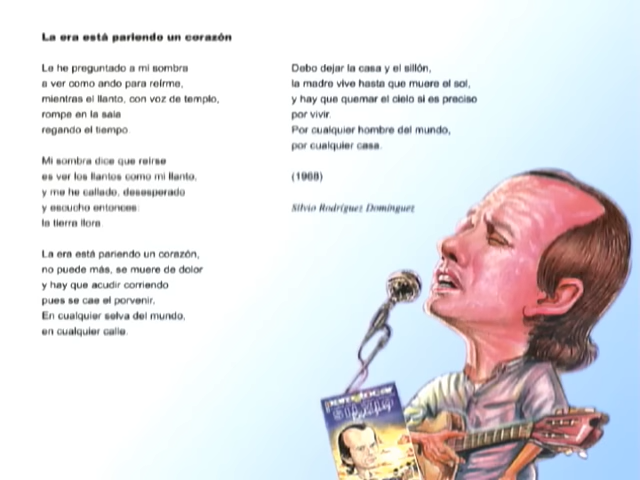 La era está pariendo un corazón
Le he preguntado a mi sombra
a ver como ando para reirme,
mientras el llanto, con voz de templo,
rompe en la sala
regando el tiempo
Mi sombra dice que reirse
es ver los llantos como mi llanto,
y me he callado, desesperado
y escucho entonces:
la tierra llora
La era está pariendo un corazón,
no puede más, se muere de dolor
y hay que acudir corriendo
pues se cae el porvenir,
En cualquier selva del mundo,
en cualquier calle.
Debo dejar la casa y el sillón,
la madre vive hasta que muere el sol,
y hay que quemar el cielo si es preciso
por vivir.
Por cualquier hombre del mundo,
por cualquier casa.
(1968)
Silvio Rodríguez Domínguez